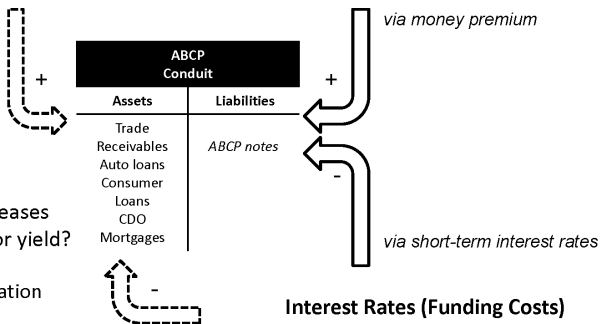 via money premium
ABCP
Conduit
+
+
Assets
Liabilities
Trade
Receivables
Auto loans
Consumer
Loans
CDO
Mortgages
ABCP notes
-
eases
or yield?
via short-term interest rates
ation
-
Interest Rates (Funding Costs)